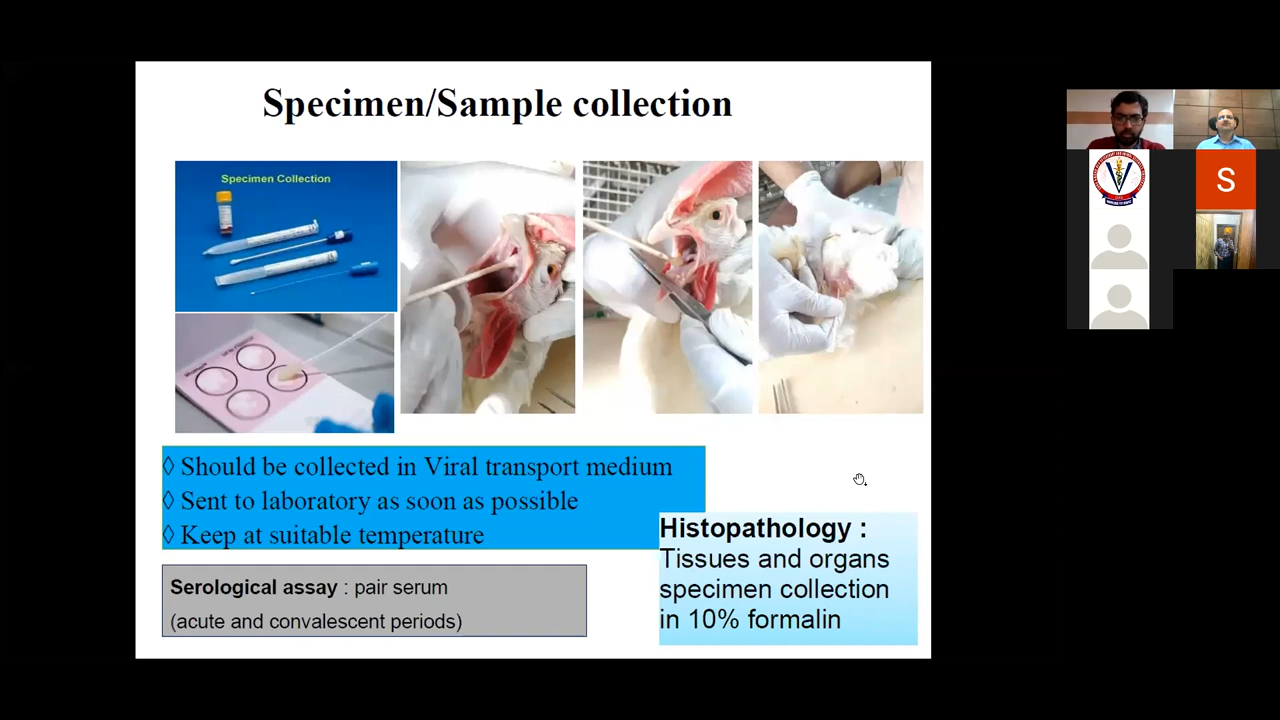 Specimen/Sample collection
Specimen Collection
◊ Should be collected in Viral transport medium
◊ Sent to laboratory as soon as possible
◊ Keep at suitable temperature
Serological assay : pair serum
(acute and convalescent periods)
Histopathology :
Tissues and organs
specimen collection
in 10% formalin
S